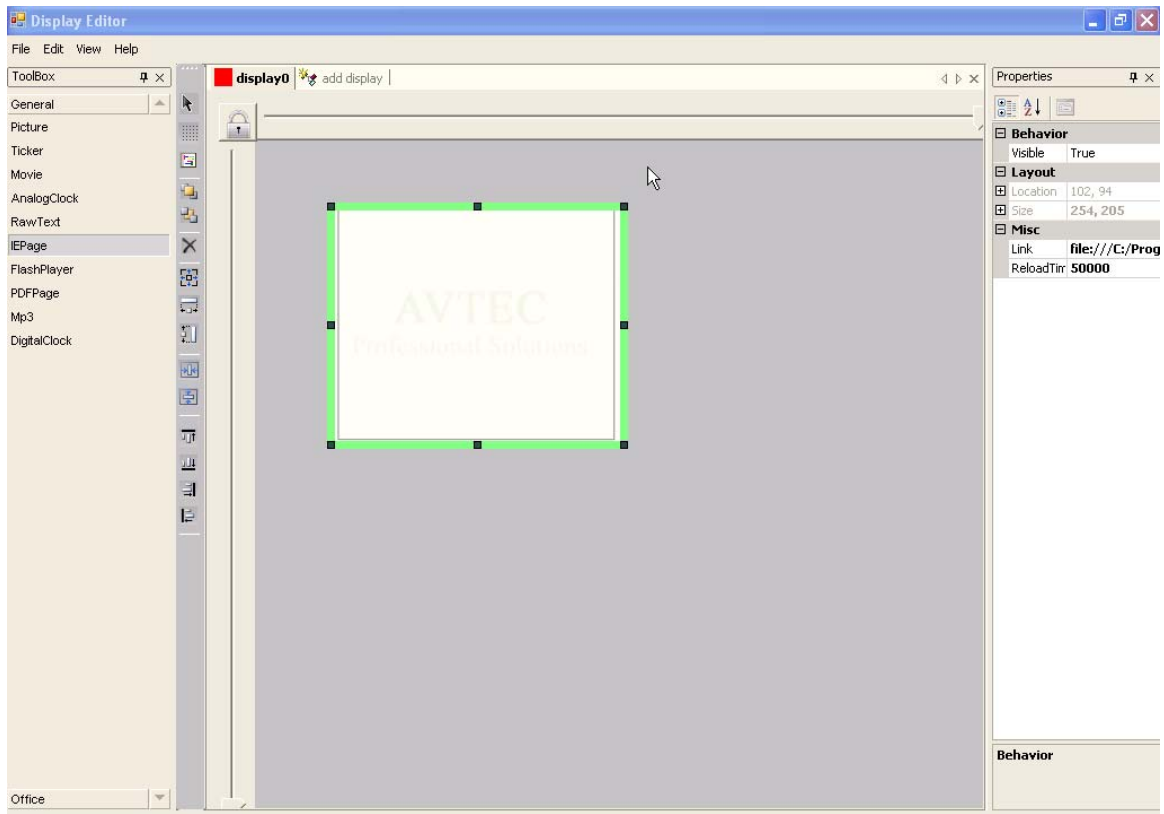 Display Editor
File Edit View Help
ToolBox
General
Picture
Ticker
Movie
AnalogClock
RawText
IEPage
FlashPlayer
PDFPage
Mp3
DigitalClock
Office
display0 add display
AVTEC
Professional Solutions
Properties
Behavior
Visible True
Layout
Location 102, 94
Size 254, 205
Misc
Link file:///C:/Prog
ReloadTim 50000
Behavior